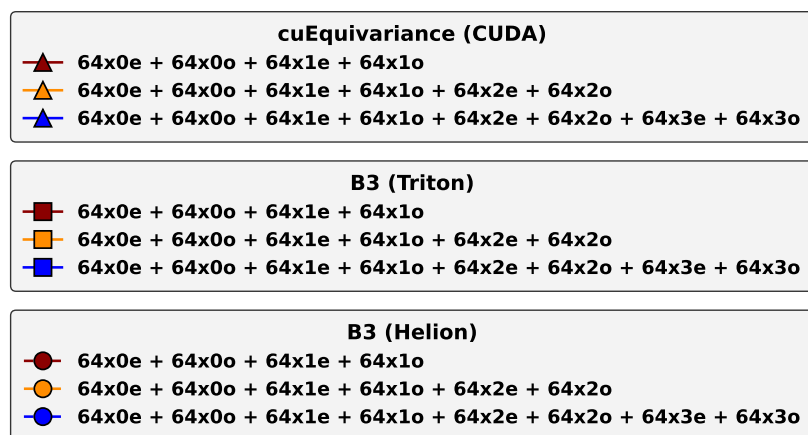 cuEquivariance (CUDA)
64x0e + 64x0o + 64x1e + 64x1o
64x0e + 64x0o + 64x1e + 64x1o + 64x2e + 64x2o
64x0e + 64x0o + 64x1e + 64x1o + 64x2e + 64x2o + 64x3e + 64x3o
B3 (Triton)
64x0e + 64x0o + 64x1e + 64x1o
64x0e + 64x0o + 64x1e + 64x1o + 64x2e + 64x2o
64x0e + 64x0o + 64x1e + 64x1o + 64x2e + 64x2o + 64x3e + 64x3o
B3 (Helion)
64x0e + 64x0o + 64x1e + 64x1o
64x0e + 64x0o + 64x1e + 64x1o + 64x2e + 64x2o
64x0e + 64x0o + 64x1e + 64x1o + 64x2e + 64x2o + 64x3e + 64x3o